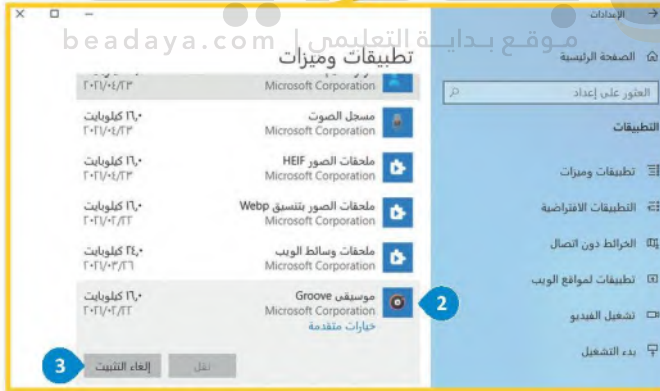 الإعدادات
موقع بداية التعليمي | beadaya.com
الصفحة الرئيسية
العثور على إعداد
التطبيقات
تطبيقات وميزات
التطبيقات الافتراضية
الخرائط دون اتصال
تطبيقات لمواقع الويب
تشغيل الفيديو
بدء التشغيل
تطبيقات وميزات
Microsoft Corporation
٢٠٢١/٠٤/٢٣
مسجل الصوت
١٦,٠ كيلوبايت
Microsoft Corporation
٢٠٢١/٠٤/٢٣
ملحقات الصور HEIF
١٦,٠ كيلوبايت
Microsoft Corporation
٢٠٢١/٠٤/٢٣
ملحقات الصور بتنسيق Webp
١٦,٠ كيلوبايت
Microsoft Corporation
٢٠٢١/٠٢/٢٢
ملحقات وسائط الويب
٢٤,٠ كيلوبايت
Microsoft Corporation
٢٠٢١/٠٣/٢٦
2
موسيقى Groove
١٦,٠ كيلوبايت
Microsoft Corporation
٢٠٢١/٠٢/٢٢
خيارات متقدمة
نقل
إلغاء التثبيت
3